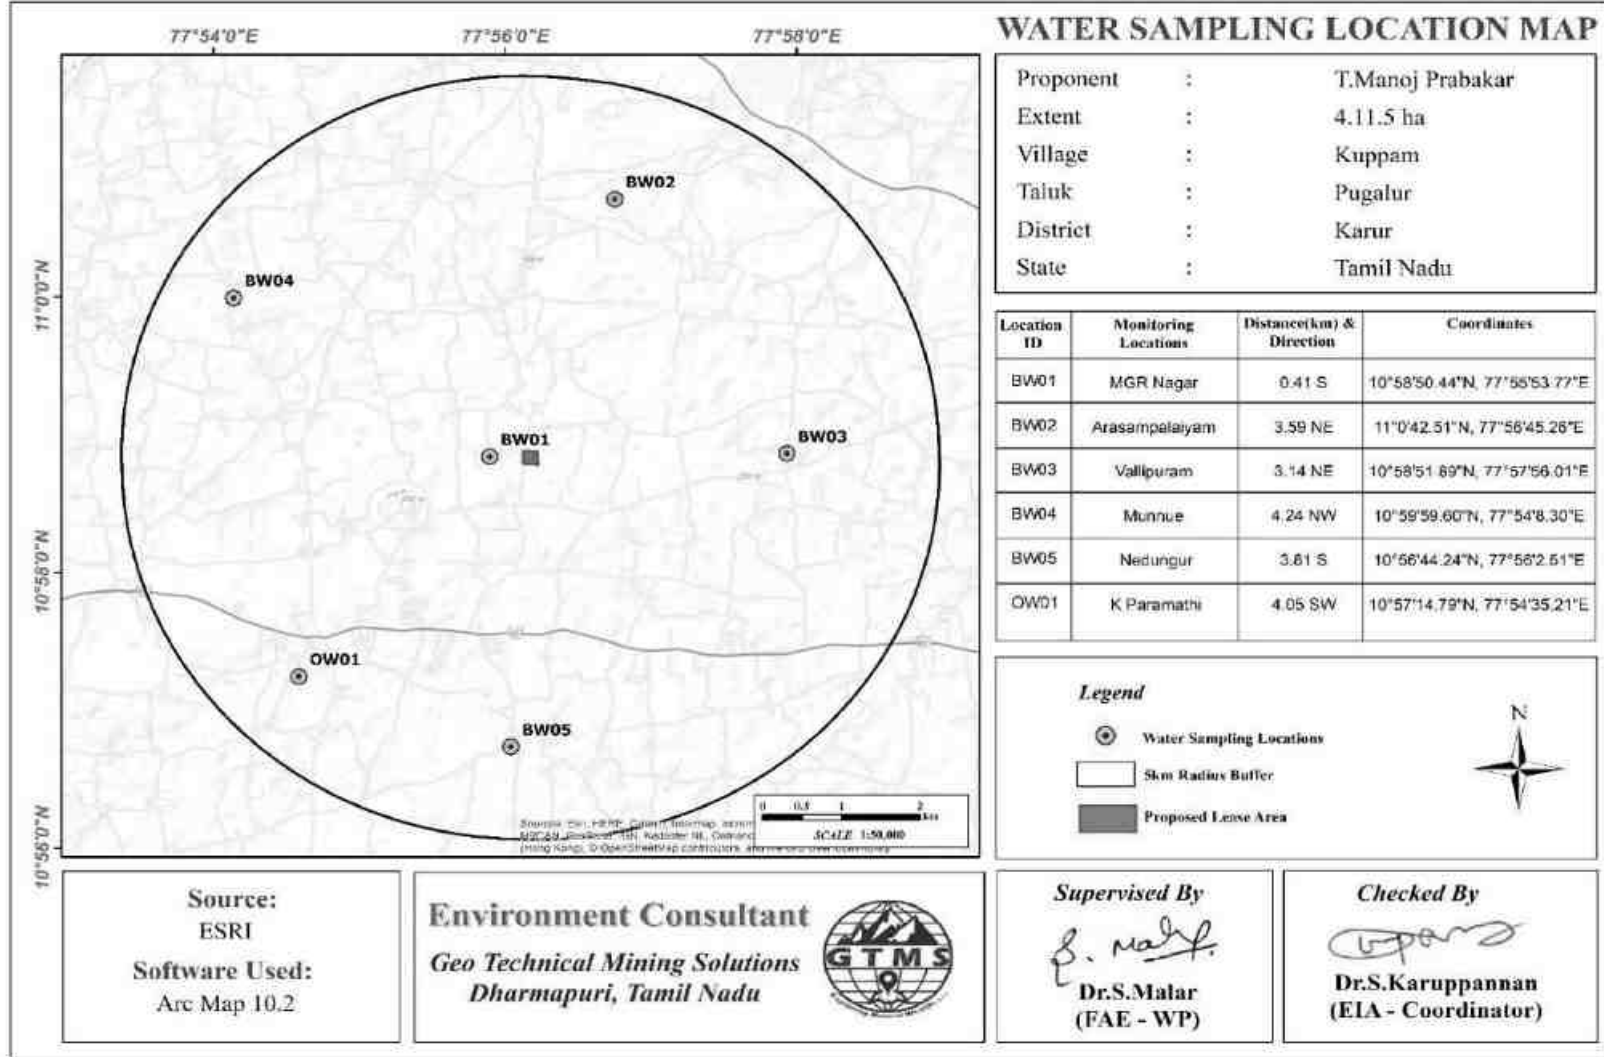 WATER SAMPLING LOCATION MAP
77°54'0"E 77°56'0"E 77°58'0"E
11°0'0"N
10°58'0"N
10°56'0"N
BW02
BW04
BW01
BW03
OW01
BW05
0 0.5 1 2
km
SCALE 1:50,000
Proponent : T.Manoj Prabakar
Extent : 4.11.5 ha
Village : Kuppam
Taluk : Pugalur
District : Karur
State : Tamil Nadu
Location ID Monitoring Locations Distance(km) & Direction Coordinates
BW01 MGR Nagar 0.41 S 10°58'50.44"N, 77°55'53.77"E
BW02 Arasampalaiyam 3.59 NE 11°0'42.51"N, 77°56'45.26"E
BW03 Vallipuram 3.14 NE 10°58'51.89"N, 77°57'56.01"E
BW04 Munnue 4.24 NW 10°59'59.60"N, 77°54'8.30"E
BW05 Nedungur 3.81 S 10°56'44.24"N, 77°56'2.51"E
OW01 K Paramathi 4.05 SW 10°57'14.79"N, 77°54'35.21"E
Legend
Water Sampling Locations
5km Radius Buffer
Proposed Lease Area
N
Source:
ESRI
Software Used:
Arc Map 10.2
Environment Consultant
Geo Technical Mining Solutions
Dharmapuri, Tamil Nadu
GTMS
Supervised By
Dr.S.Malar
(FAE - WP)
Checked By
Dr.S.Karuppannan
(EIA - Coordinator)